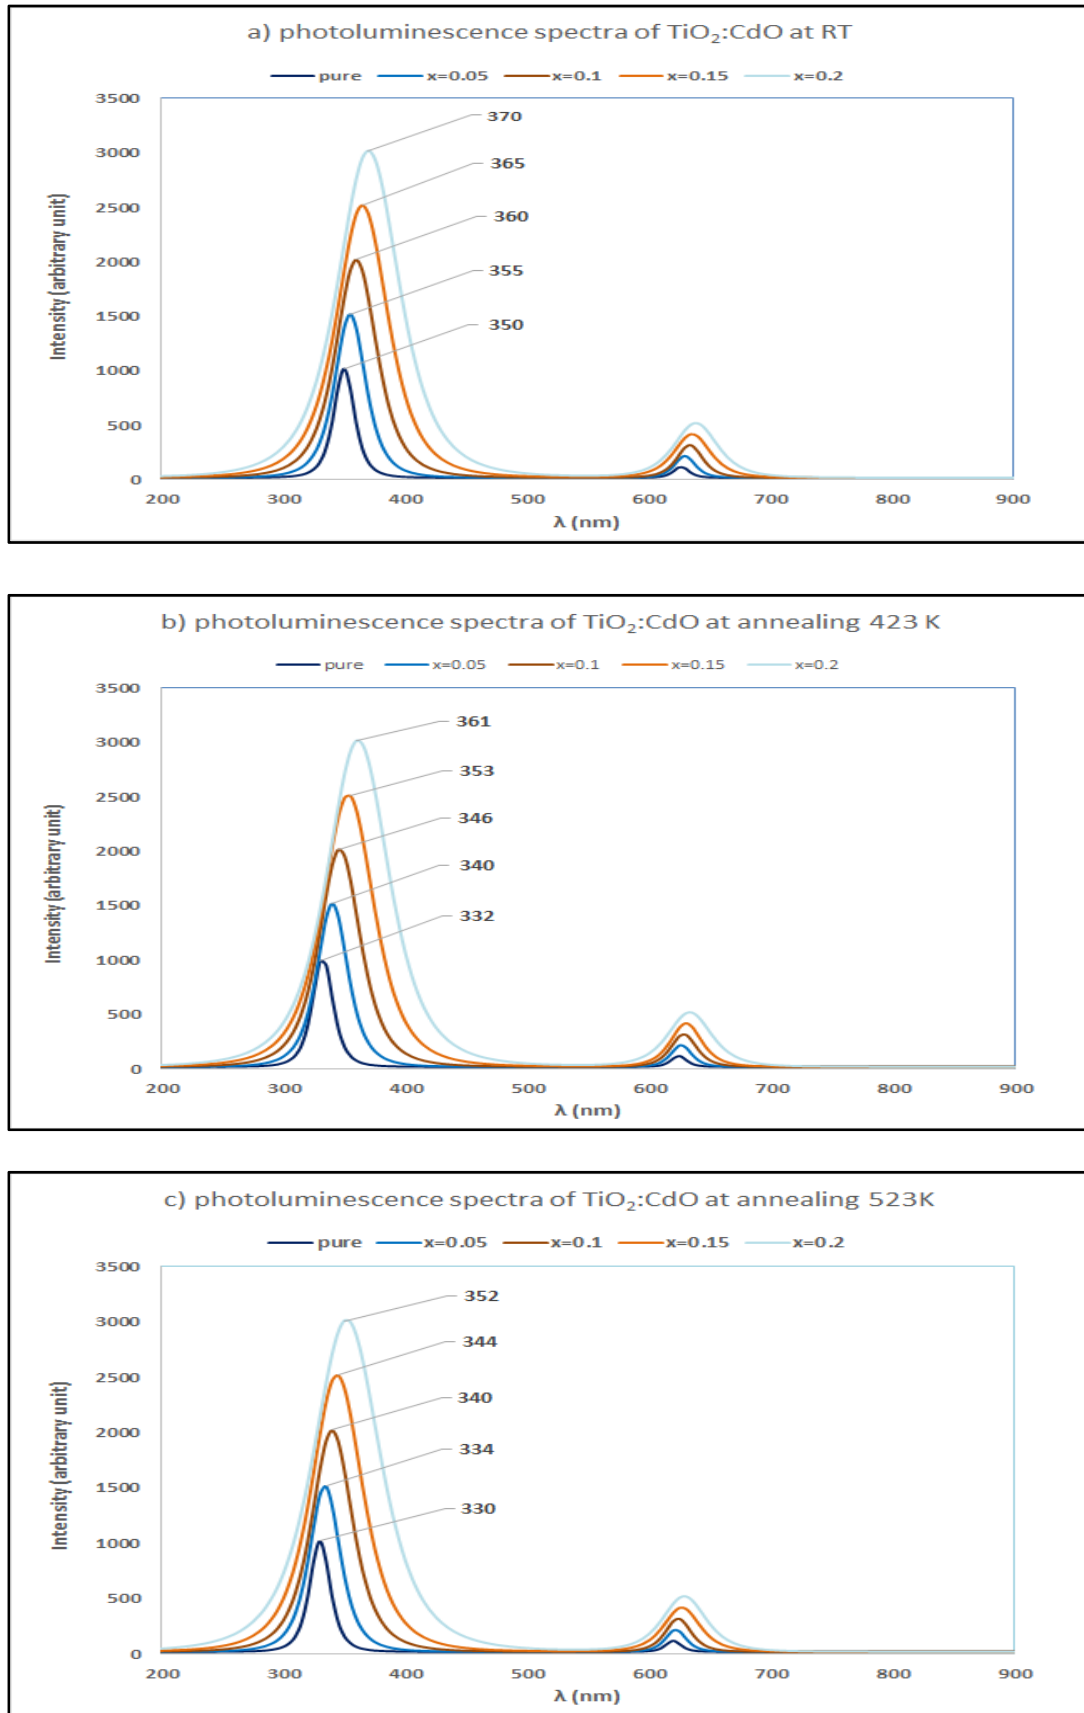 a) photoluminescence spectra of TiO₂:CdO at RT
pure x=0.05 x=0.1 x=0.15 x=0.2
3500
3000
2500
2000
1500
1000
500
0
Intensity (arbitrary unit)
370
365
360
355
350
200 300 400 500 600 700 800 900
λ (nm)
b) photoluminescence spectra of TiO₂:CdO at annealing 423 K
pure x=0.05 x=0.1 x=0.15 x=0.2
3500
3000
2500
2000
1500
1000
500
0
Intensity (arbitrary unit)
361
353
346
340
332
200 300 400 500 600 700 800 900
λ (nm)
c) photoluminescence spectra of TiO₂:CdO at annealing 523K
pure x=0.05 x=0.1 x=0.15 x=0.2
3500
3000
2500
2000
1500
1000
500
0
Intensity (arbitrary unit)
352
344
340
334
330
200 300 400 500 600 700 800 900
λ (nm)